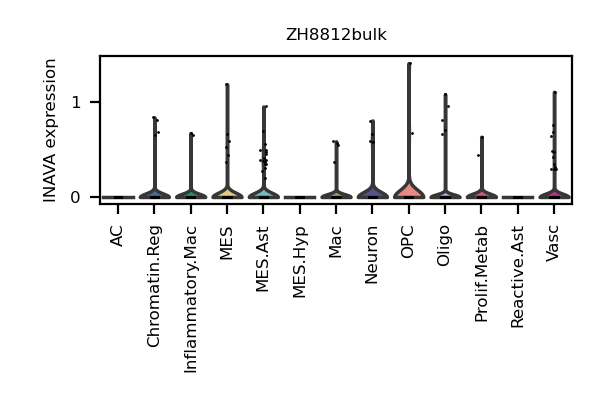 ZH8812bulk
INAVA expression
1
0
AC
Chromatin.Reg
Inflammatory.Mac
MES
MES.Ast
MES.Hyp
Mac
Neuron
OPC
Oligo
Prolif.Metab
Reactive.Ast
Vasc